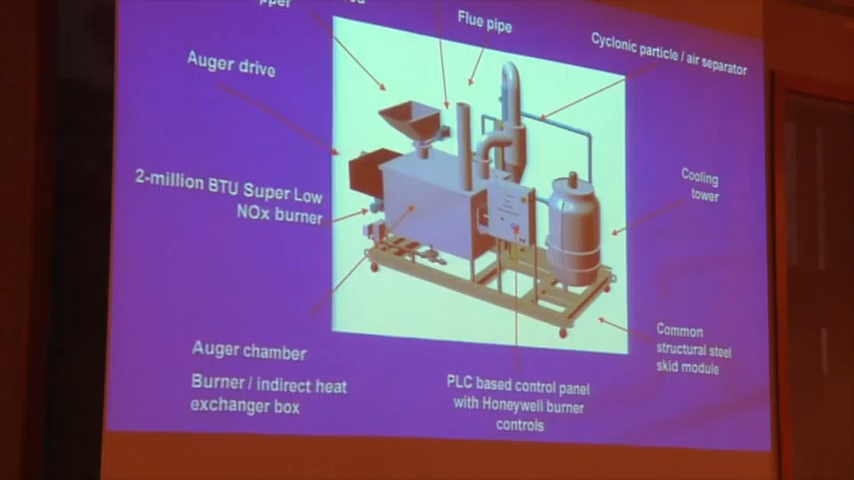 Flue pipe
Cyclonic particle / air separator
Auger drive
2-million BTU Super Low
NOx burner
Cooling
tower
Auger chamber
Burner / indirect heat
exchanger box
PLC based control panel
with Honeywell burner
controls
Common
structural steel
skid module